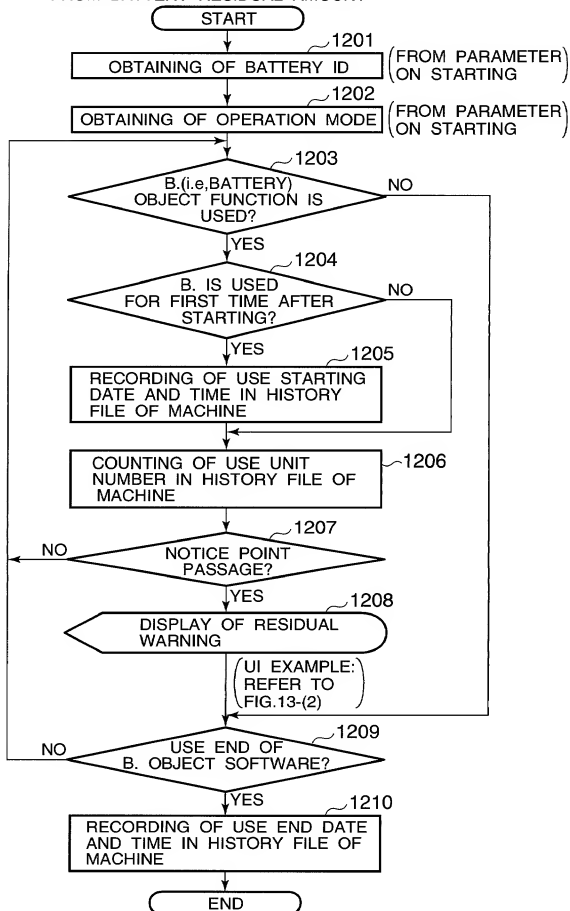 START
1201
OBTAINING OF BATTERY ID
(FROM PARAMETER
ON STARTING)
1202
OBTAINING OF OPERATION MODE
(FROM PARAMETER
ON STARTING)
1203
B.(i.e,BATTERY)
OBJECT FUNCTION IS
USED?
NO
YES
1204
B. IS USED
FOR FIRST TIME AFTER
STARTING?
NO
YES
1205
RECORDING OF USE STARTING
DATE AND TIME IN HISTORY
FILE OF MACHINE
1206
COUNTING OF USE UNIT
NUMBER IN HISTORY FILE OF
MACHINE
1207
NOTICE POINT
PASSAGE?
NO
YES
1208
DISPLAY OF RESIDUAL
WARNING
(UI EXAMPLE:
REFER TO
FIG.13-(2))
1209
USE END OF
B. OBJECT SOFTWARE?
NO
YES
1210
RECORDING OF USE END DATE
AND TIME IN HISTORY FILE OF
MACHINE
END